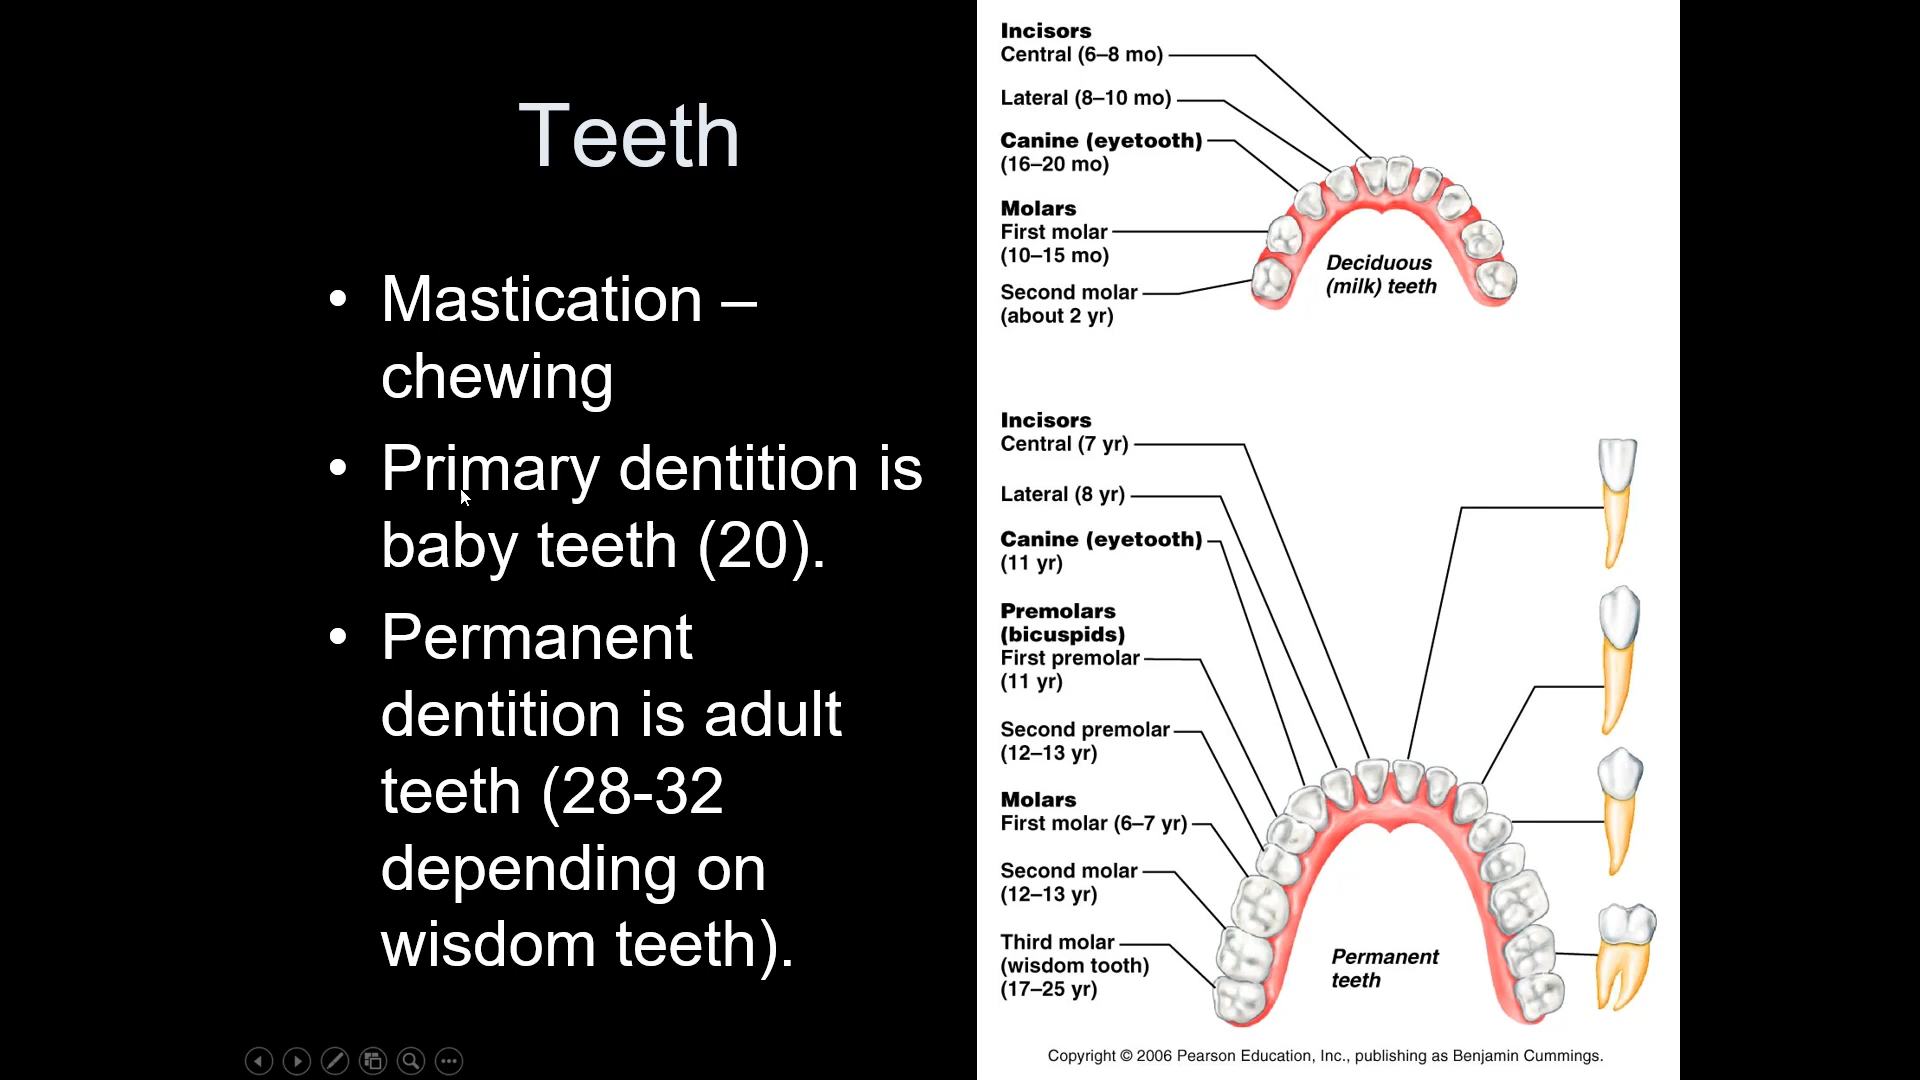 Teeth
• Mastication –
chewing
• Primary dentition is
baby teeth (20).
• Permanent
dentition is adult
teeth (28-32
depending on
wisdom teeth).
Incisors
Central (6–8 mo)
Lateral (8–10 mo)
Canine (eyetooth)
(16–20 mo)
Molars
First molar
(10–15 mo)
Second molar
(about 2 yr)
Deciduous
(milk) teeth
Incisors
Central (7 yr)
Lateral (8 yr)
Canine (eyetooth)
(11 yr)
Premolars
(bicuspids)
First premolar
(11 yr)
Second premolar
(12–13 yr)
Molars
First molar (6–7 yr)
Second molar
(12–13 yr)
Third molar
(wisdom tooth)
(17–25 yr)
Permanent
teeth
Copyright © 2006 Pearson Education, Inc., publishing as Benjamin Cummings.